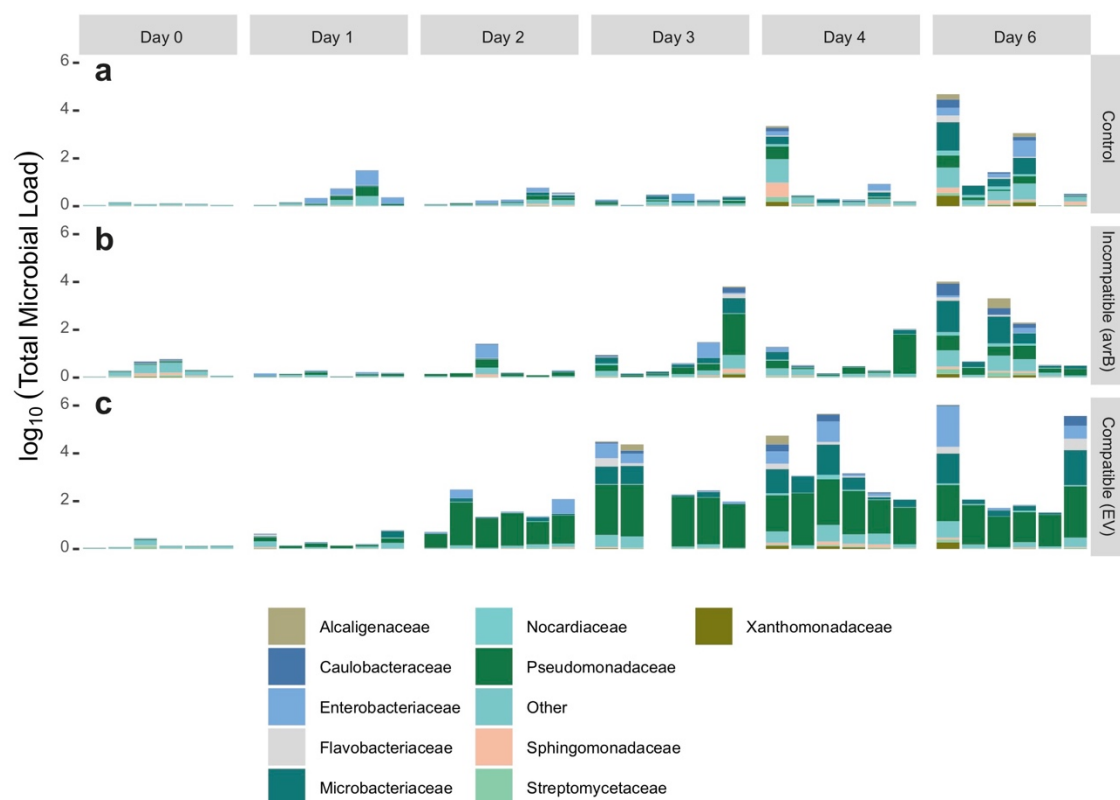 Day 0 Day 1 Day 2 Day 3 Day 4 Day 6
log10 (Total Microbial Load)
a
6
4
2
0
Control
b
6
4
2
0
Incompatible (avrB)
c
6
4
2
0
Compatible (EV)
Alcaligenaceae Nocardiaceae Xanthomonadaceae
Caulobacteraceae Pseudomonadaceae
Enterobacteriaceae Other
Flavobacteriaceae Sphingomonadaceae
Microbacteriaceae Streptomycetaceae